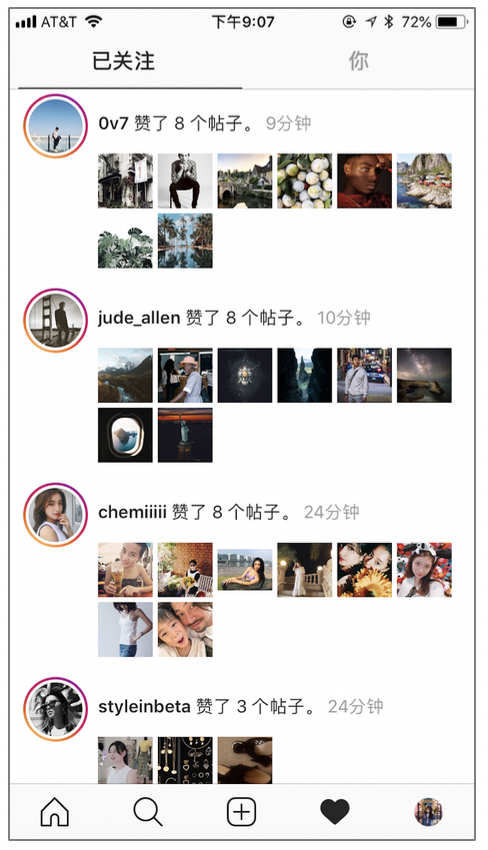 AT&T 下午9:07 72%
已关注 你
0v7 赞了 8 个帖子。 9分钟
jude_allen 赞了 8 个帖子。 10分钟
chemiiiii 赞了 8 个帖子。 24分钟
styleinbeta 赞了 3 个帖子。 24分钟